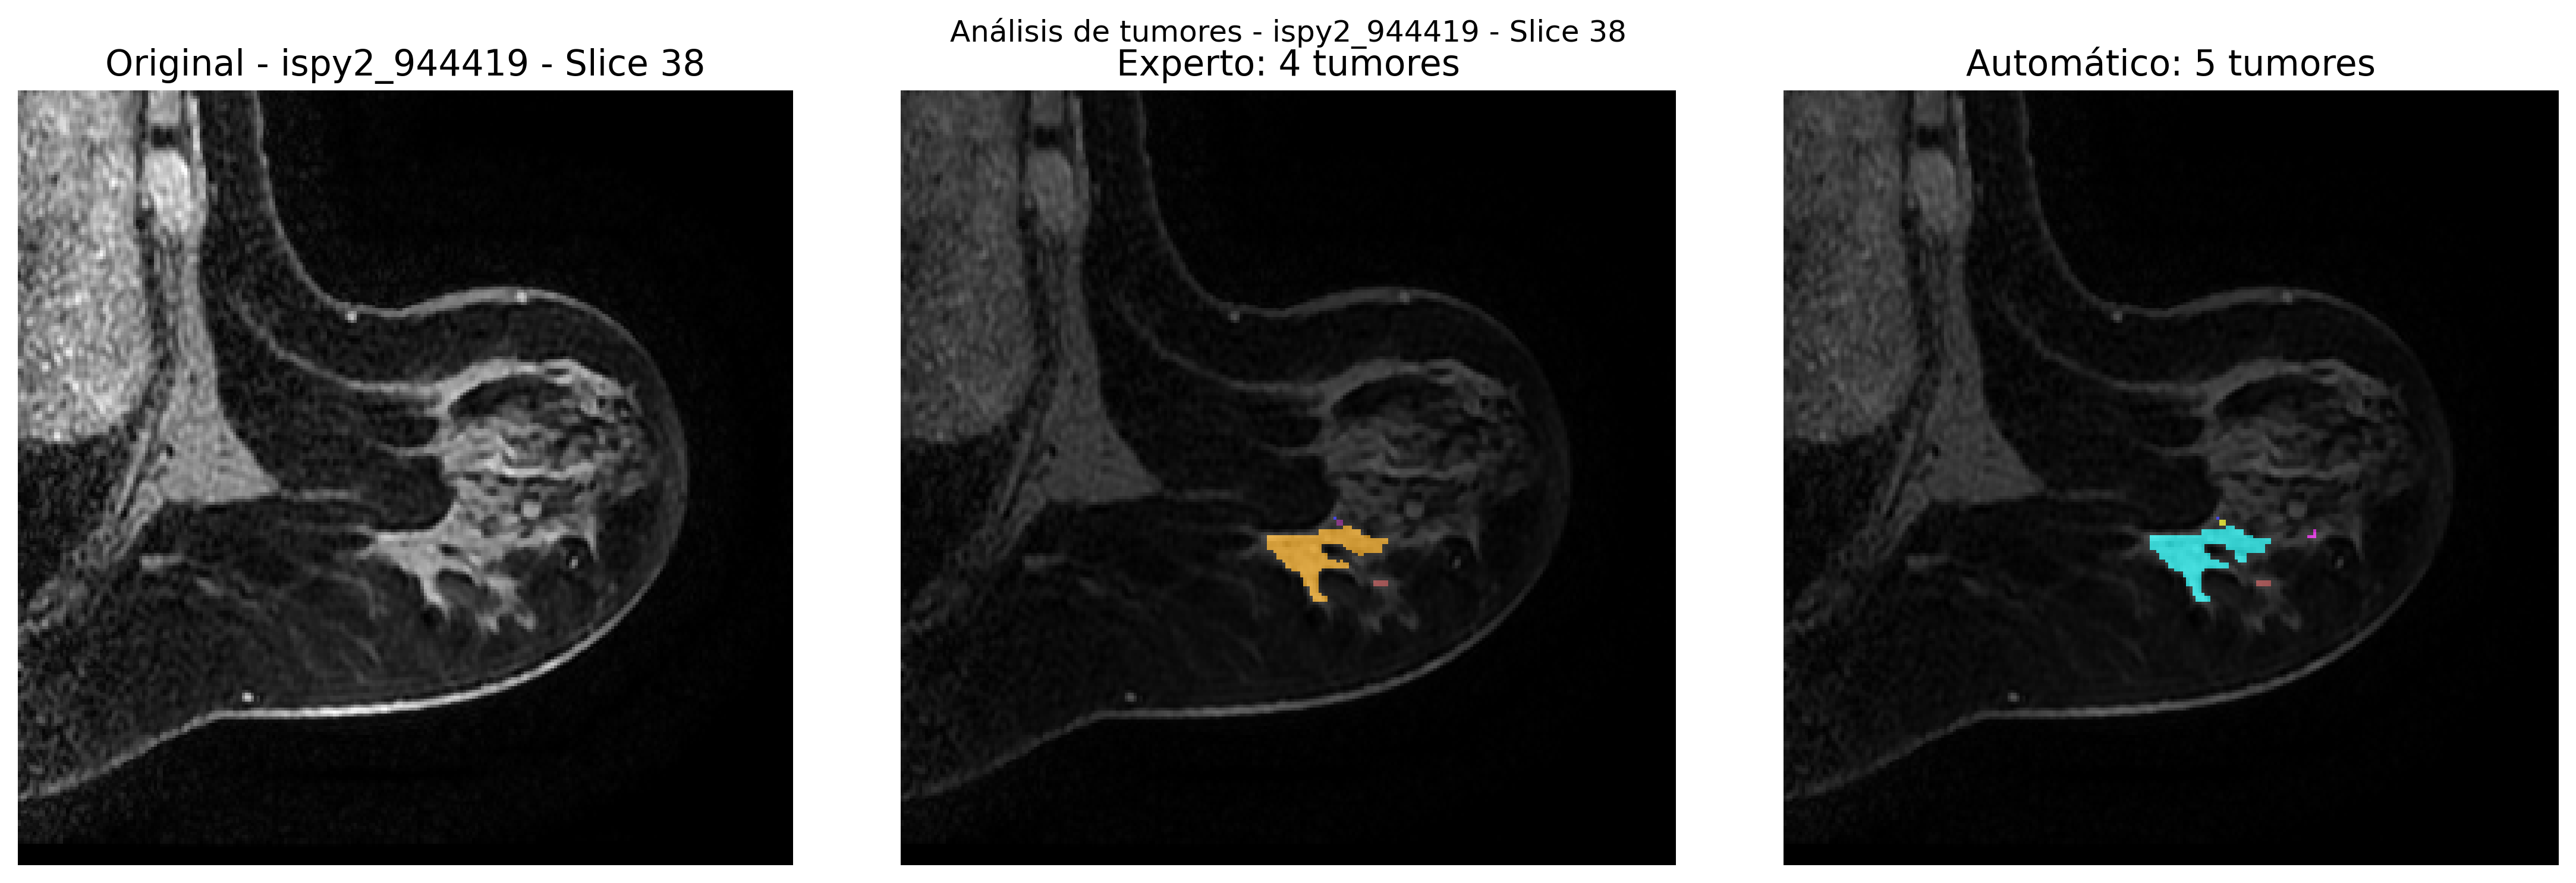 Análisis de tumores - ispy2_944419 - Slice 38
Original - ispy2_944419 - Slice 38
Experto: 4 tumores
Automático: 5 tumores